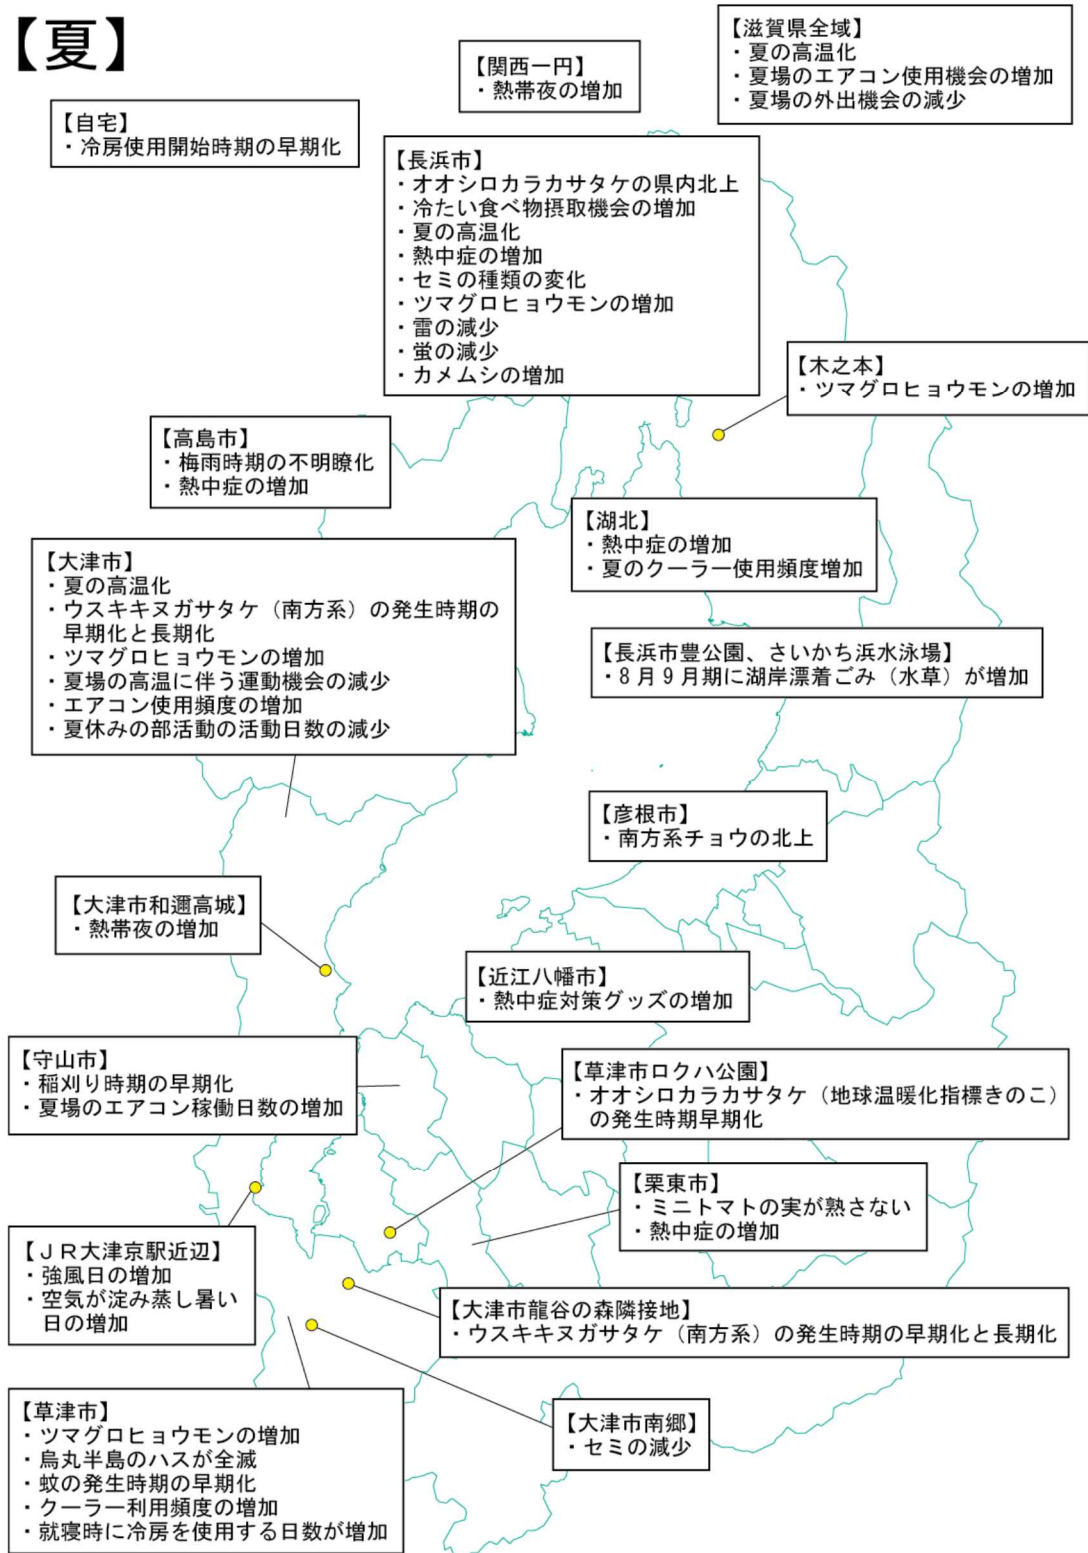 【夏】
【滋賀県全域】
・夏の高温化
・夏場のエアコン使用機会の増加
・夏場の外出機会の減少
【関西一円】
・熱帯夜の増加
【自宅】
・冷房使用開始時期の早期化
【長浜市】
・オオシロカラカサタケの県内北上
・冷たい食べ物摂取機会の増加
・夏の高温化
・熱中症の増加
・セミの種類の変化
・ツマグロヒョウモンの増加
・雷の減少
・蛍の減少
・カメムシの増加
【木之本】
・ツマグロヒョウモンの増加
【高島市】
・梅雨時期の不明瞭化
・熱中症の増加
【湖北】
・熱中症の増加
・夏のクーラー使用頻度増加
【大津市】
・夏の高温化
・ウスキキヌガサタケ（南方系）の発生時期の
早期化と長期化
・ツマグロヒョウモンの増加
・夏場の高温に伴う運動機会の減少
・エアコン使用頻度の増加
・夏休みの部活動の活動日数の減少
【長浜市豊公園、さいかち浜水泳場】
・8月9月期に湖岸漂着ごみ（水草）が増加
【彦根市】
・南方系チョウの北上
【大津市和邇高城】
・熱帯夜の増加
【近江八幡市】
・熱中症対策グッズの増加
【守山市】
・稲刈り時期の早期化
・夏場のエアコン稼働日数の増加
【草津市ロクハ公園】
・オオシロカラカサタケ（地球温暖化指標きのこ）
の発生時期早期化
【栗東市】
・ミニトマトの実が熟さない
・熱中症の増加
【ＪＲ大津京駅近辺】
・強風日の増加
・空気が淀み蒸し暑い
日の増加
【大津市龍谷の森隣接地】
・ウスキキヌガサタケ（南方系）の発生時期の早期化と長期化
【草津市】
・ツマグロヒョウモンの増加
・烏丸半島のハスが全滅
・蚊の発生時期の早期化
・クーラー利用頻度の増加
・就寝時に冷房を使用する日数が増加
【大津市南郷】
・セミの減少